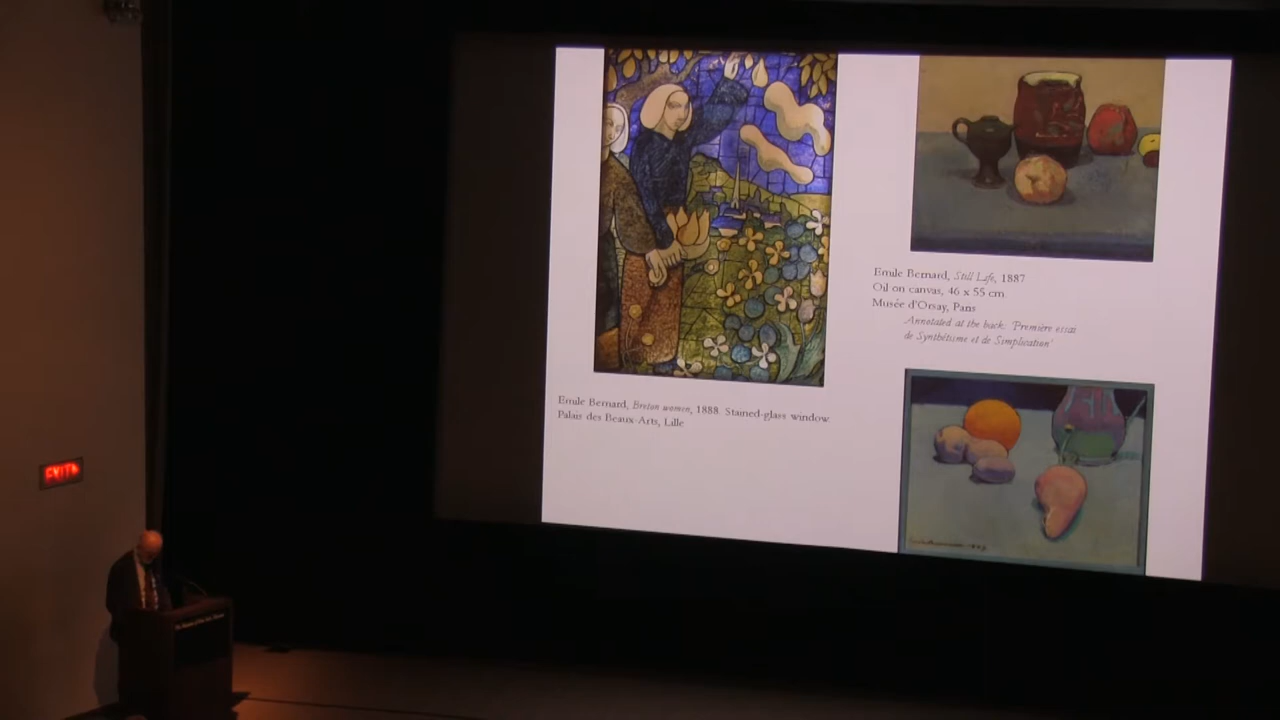 Emile Bernard, Still Life, 1887
Oil on canvas, 46 x 55 cm
Musée d'Orsay, Paris
Annotated at the back: 'Première essai
de Synthétisme et de Simplication'
Emile Bernard, Breton women, 1888. Stained-glass window
Palais des Beaux-Arts, Lille
EXIT